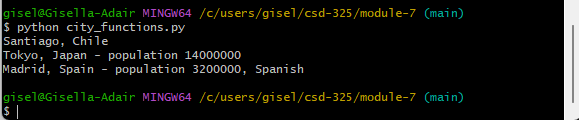 gisel@Gisella-Adair MINGW64 /c/users/gisel/csd-325/module-7 (main)
$ python city_functions.py
Santiago, Chile
Tokyo, Japan - population 14000000
Madrid, Spain - population 3200000, Spanish
gisel@Gisella-Adair MINGW64 /c/users/gisel/csd-325/module-7 (main)
$